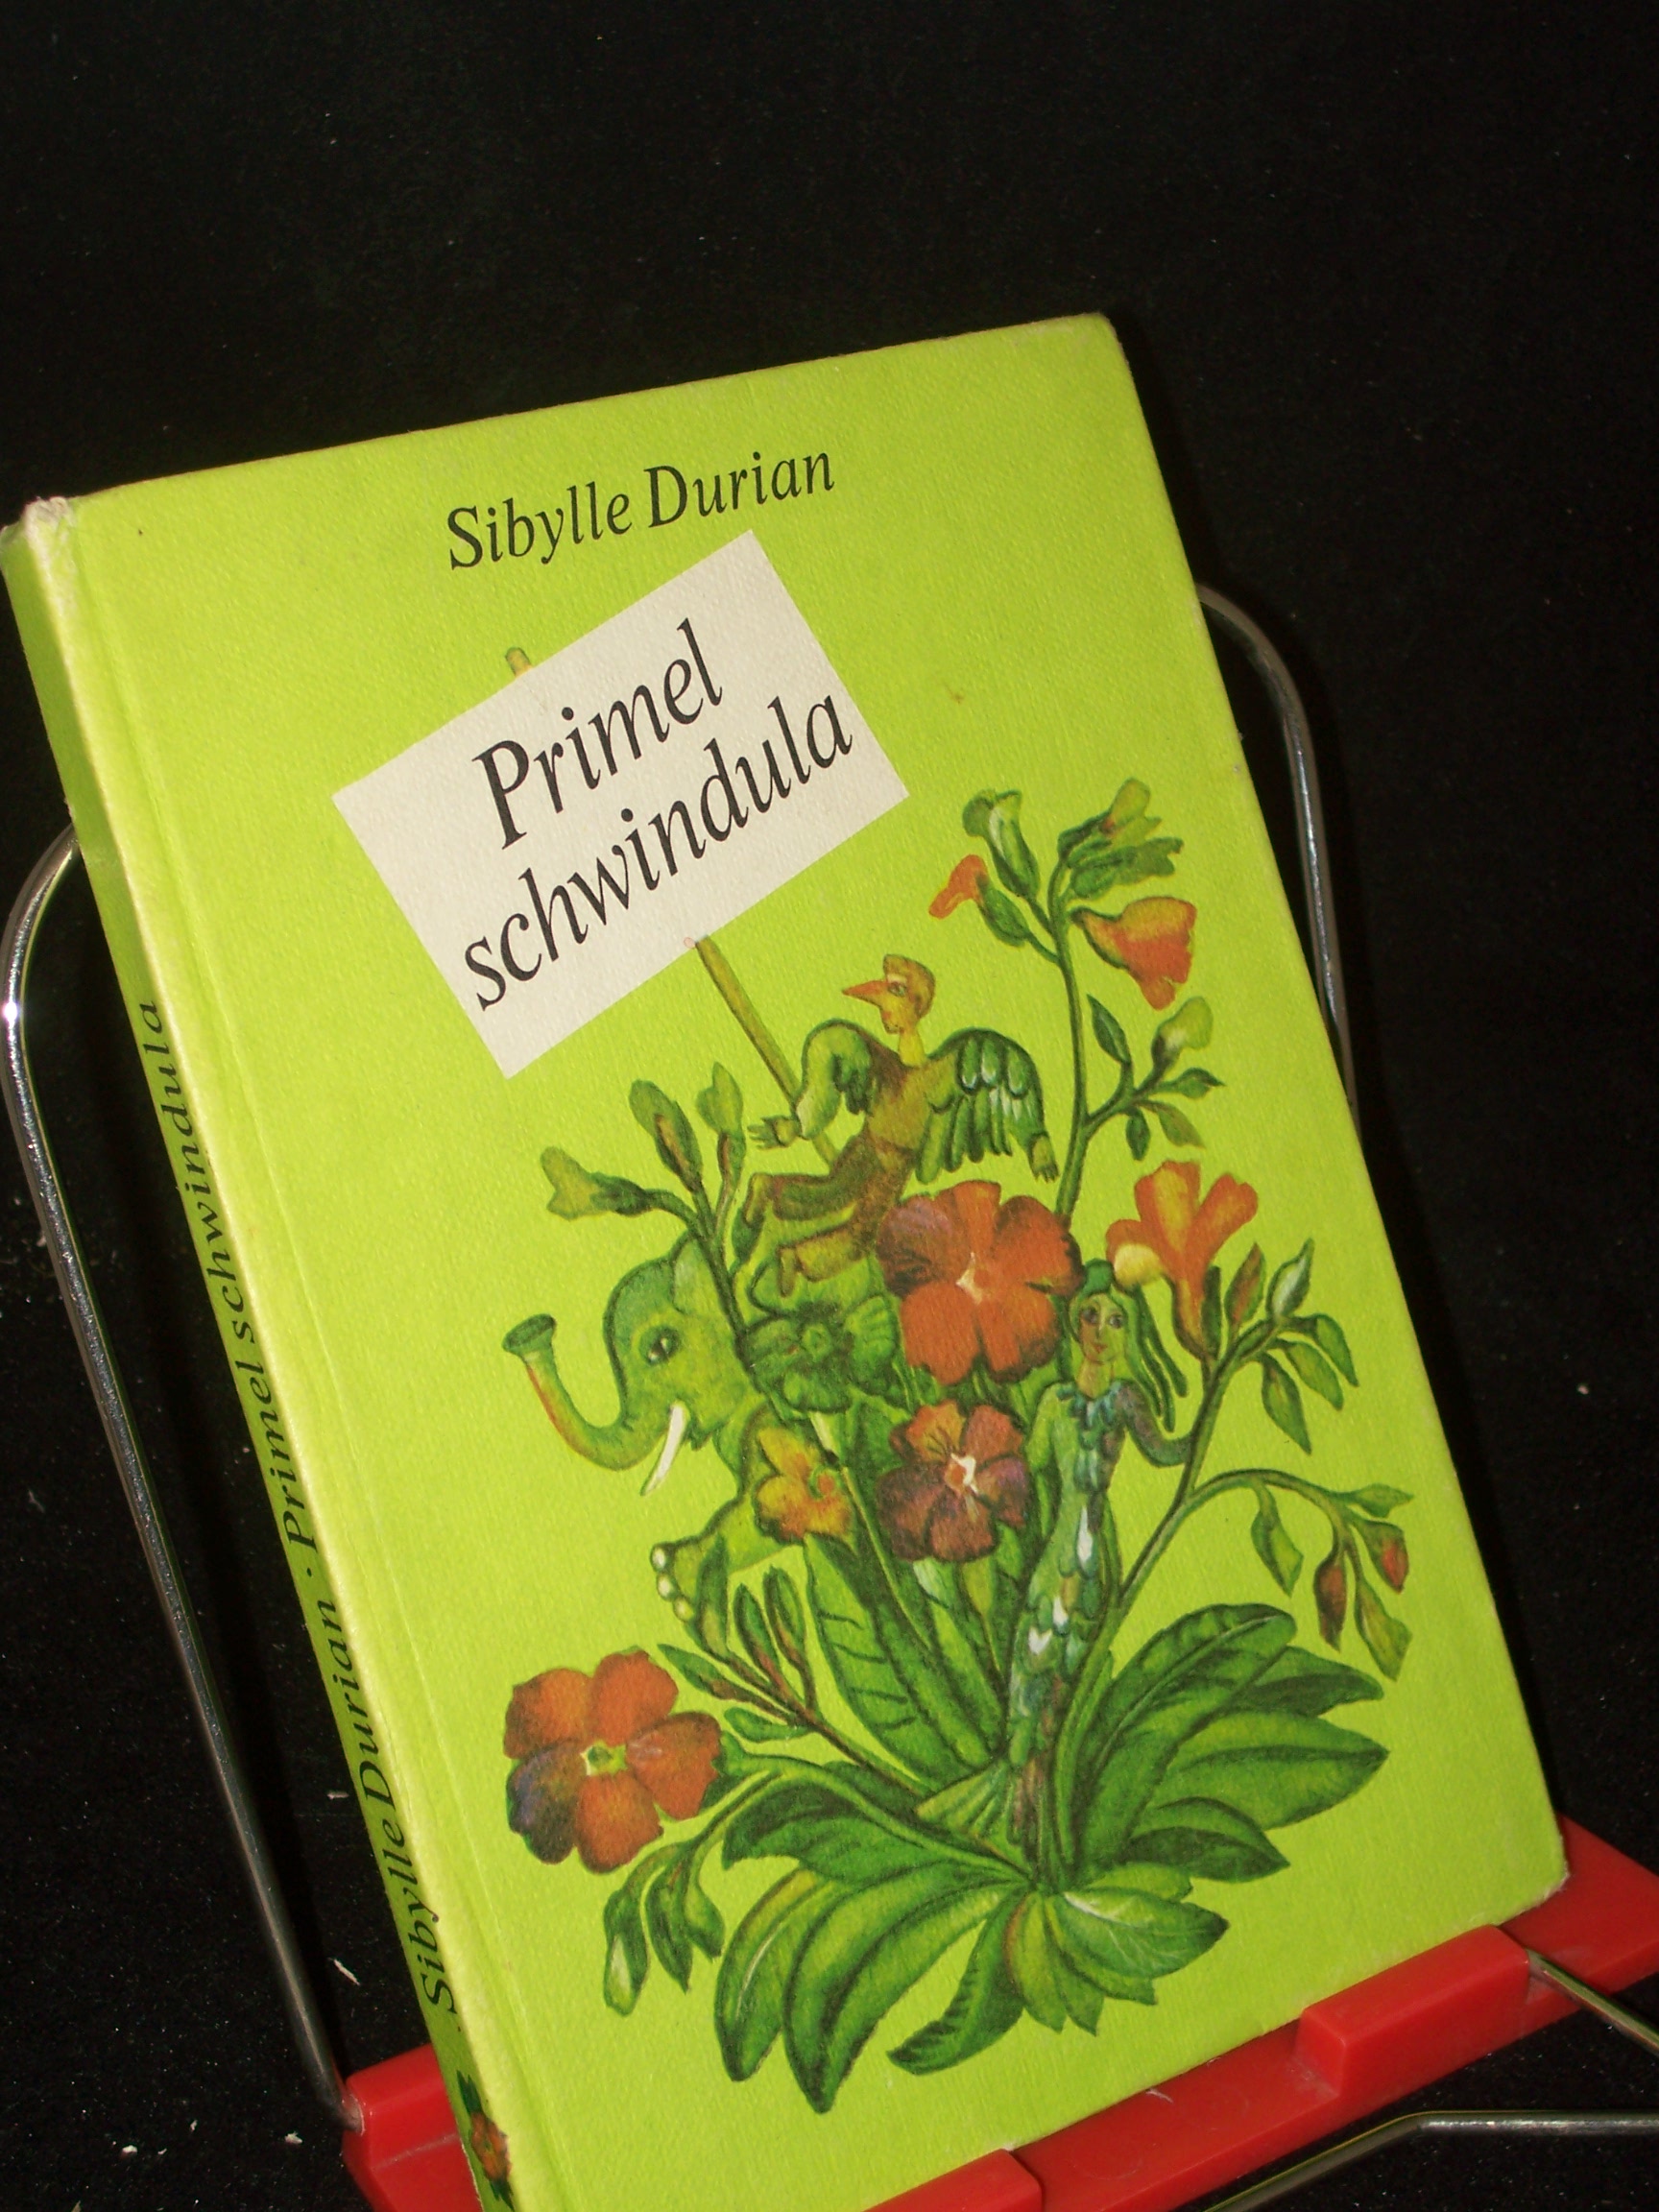 Sibylle Durian
Primel
schwindula
Sibylle Durian · Primel schwindula